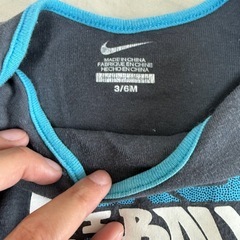 MADE IN CHINA
FABRIQUÉ EN CHINE
HECHO EN CHINA
3/6M